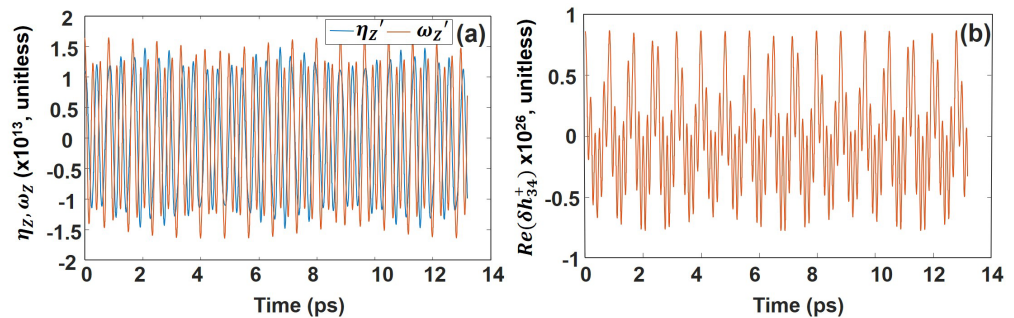 η_Z′ ω_Z′ (a)
η_Z, ω_Z (x10^13, unitless)
2
1.5
1
0.5
0
-0.5
-1
-1.5
-2
0 2 4 6 8 10 12 14
Time (ps)
(b)
Re(δh_34^+) x10^26, unitless)
1
0.5
0
-0.5
-1
0 2 4 6 8 10 12 14
Time (ps)